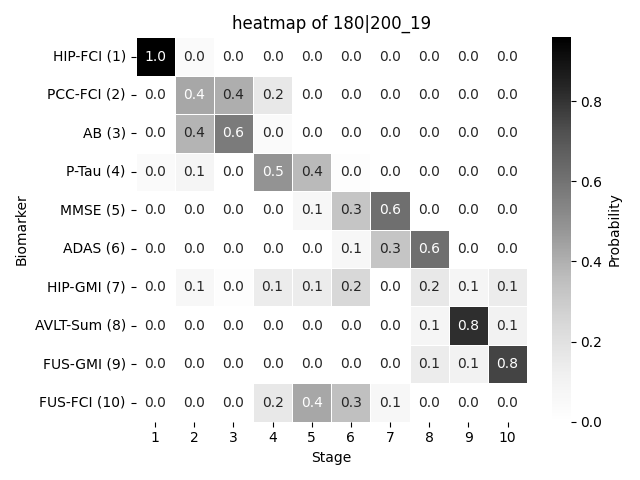 heatmap of 180|200_19
HIP-FCI (1) 1.0 0.0 0.0 0.0 0.0 0.0 0.0 0.0 0.0 0.0
PCC-FCI (2) 0.0 0.4 0.4 0.2 0.0 0.0 0.0 0.0 0.0 0.0
AB (3) 0.0 0.4 0.6 0.0 0.0 0.0 0.0 0.0 0.0 0.0
P-Tau (4) 0.0 0.1 0.0 0.5 0.4 0.0 0.0 0.0 0.0 0.0
MMSE (5) 0.0 0.0 0.0 0.0 0.1 0.3 0.6 0.0 0.0 0.0
ADAS (6) 0.0 0.0 0.0 0.0 0.0 0.1 0.3 0.6 0.0 0.0
HIP-GMI (7) 0.0 0.1 0.0 0.1 0.1 0.2 0.0 0.2 0.1 0.1
AVLT-Sum (8) 0.0 0.0 0.0 0.0 0.0 0.0 0.0 0.1 0.8 0.1
FUS-GMI (9) 0.0 0.0 0.0 0.0 0.0 0.0 0.0 0.1 0.1 0.8
FUS-FCI (10) 0.0 0.0 0.0 0.2 0.4 0.3 0.1 0.0 0.0 0.0
1 2 3 4 5 6 7 8 9 10
Stage
Biomarker
0.8
0.6
0.4
0.2
0.0
Probability